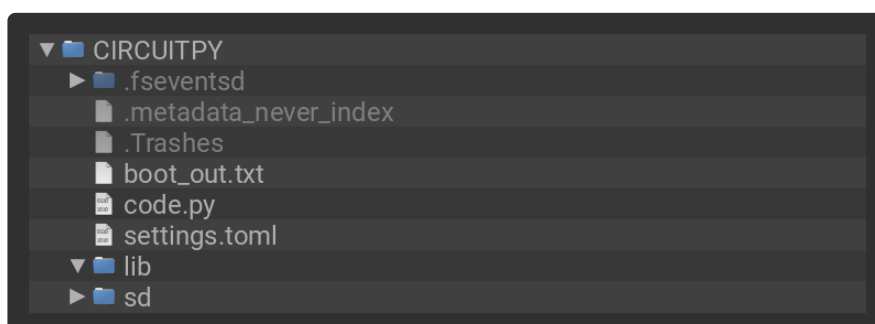 CIRCUITPY
.fseventsd
.metadata_never_index
.Trashes
boot_out.txt
code.py
settings.toml
lib
sd